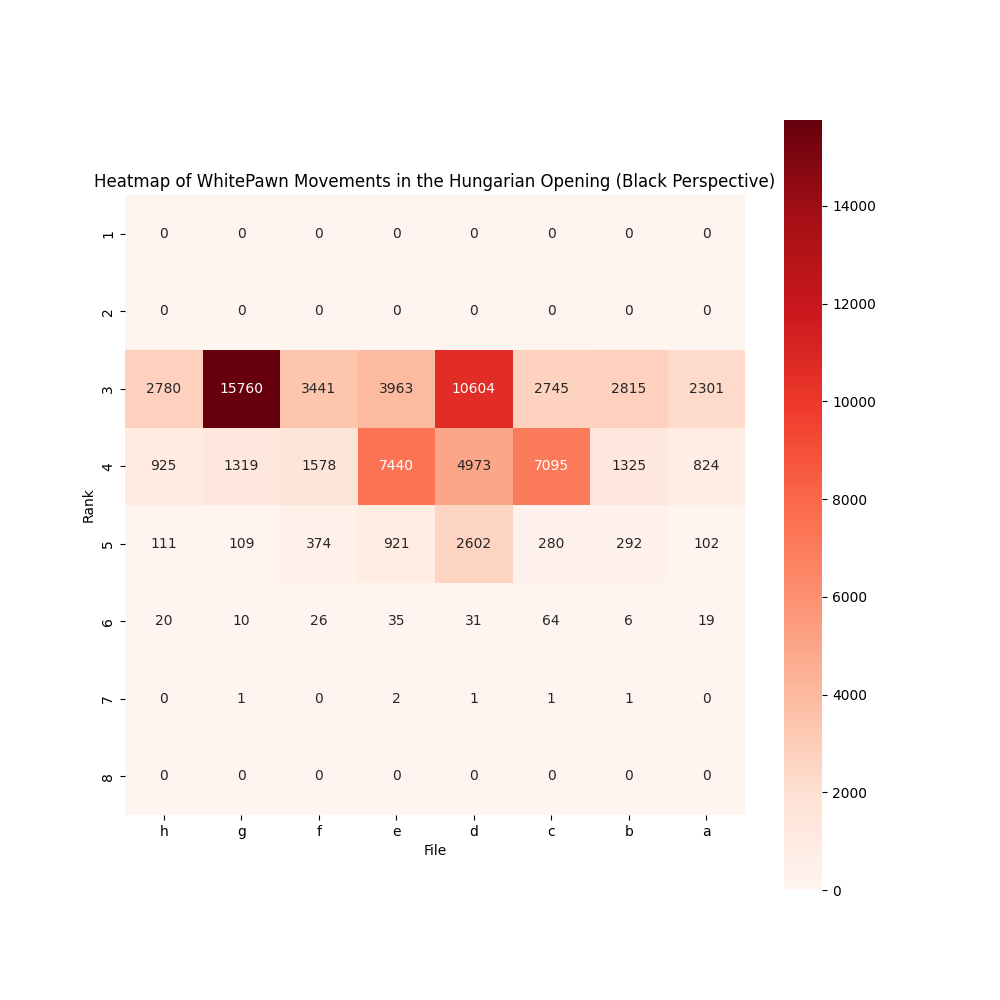 Heatmap of WhitePawn Movements in the Hungarian Opening (Black Perspective)
1 0 0 0 0 0 0 0 0
2 0 0 0 0 0 0 0 0
3 2780 15760 3441 3963 10604 2745 2815 2301
4 925 1319 1578 7440 4973 7095 1325 824
5 111 109 374 921 2602 280 292 102
6 20 10 26 35 31 64 6 19
7 0 1 0 2 1 1 1 0
8 0 0 0 0 0 0 0 0
Rank
h g f e d c b a
File
14000
12000
10000
8000
6000
4000
2000
0